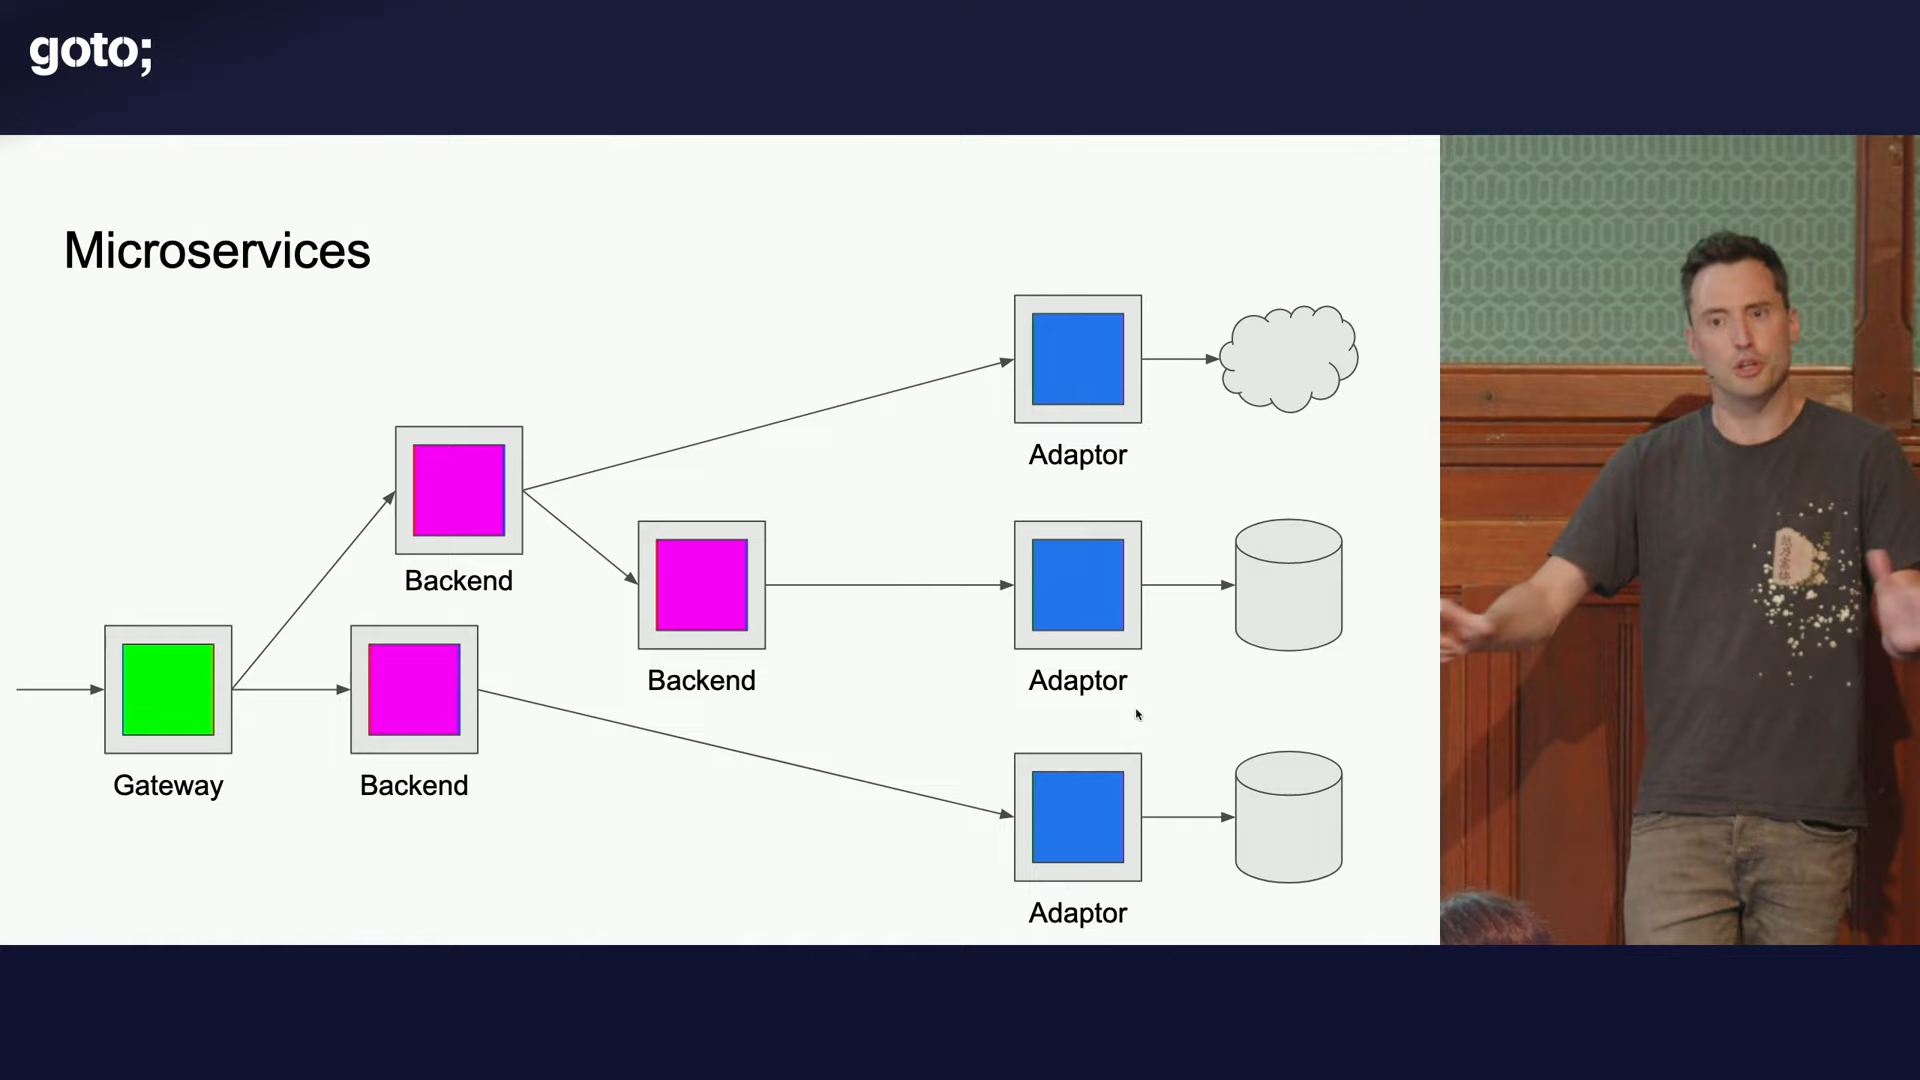 goto;
Microservices
Adaptor
Backend
Backend
Adaptor
Gateway
Backend
Adaptor